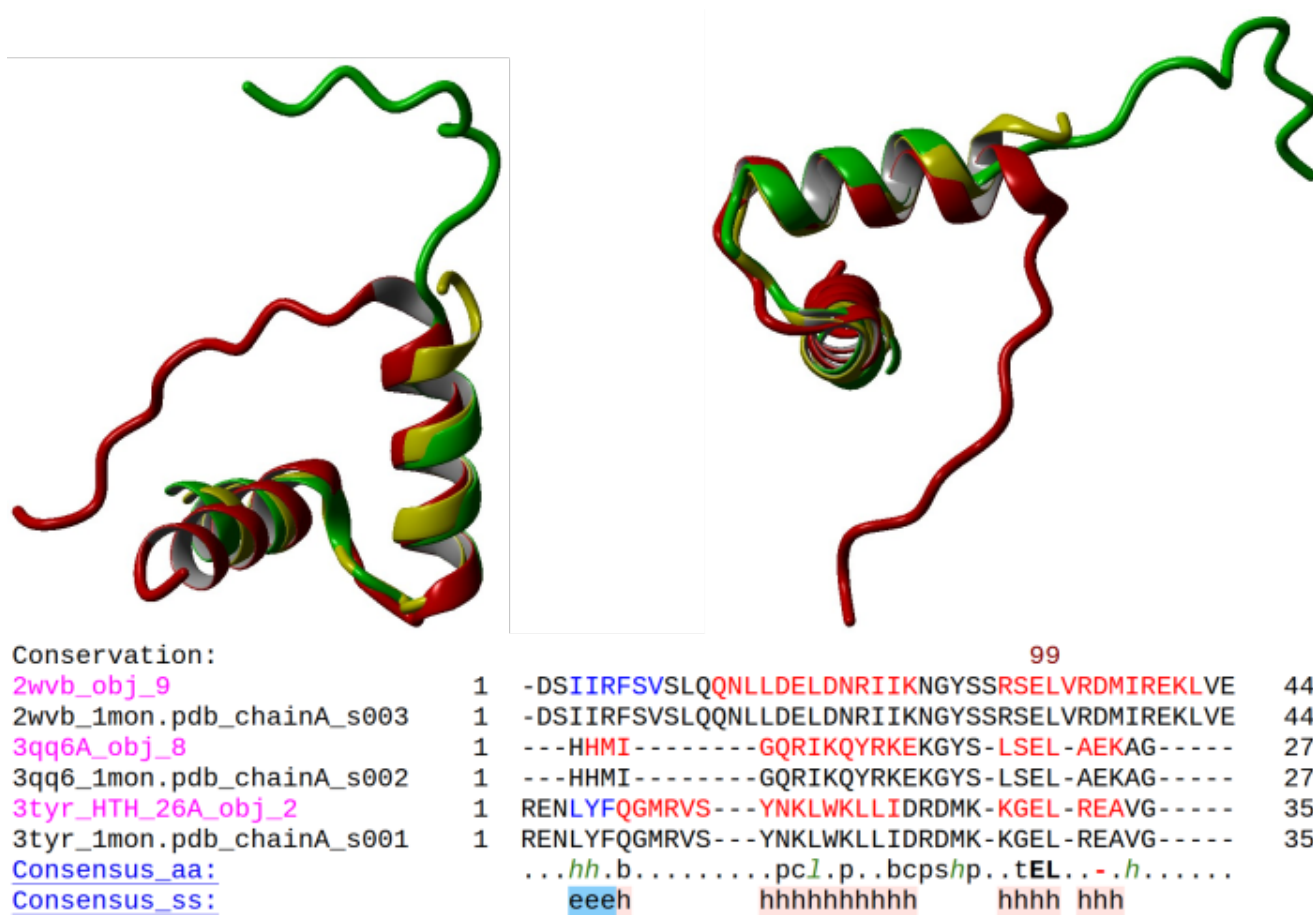 Conservation: 99
2wvb_obj_9 1 -DSIIRFSVSLQQNLLDELDNRIIKNGYSSRSELVRDMIREKLVE 44
2wvb_1mon.pdb_chainA_s003 1 -DSIIRFSVSLQQNLLDELDNRIIKNGYSSRSELVRDMIREKLVE 44
3qq6A_obj_8 1 ---HHMI--------GQRIKQYRKEKGYS-LSEL-AEKAG----- 27
3qq6_1mon.pdb_chainA_s002 1 ---HHMI--------GQRIKQYRKEKGYS-LSEL-AEKAG----- 27
3tyr_HTH_26A_obj_2 1 RENLYFQGMRVS---YNKLWKLLIDRDMK-KGEL-REAVG----- 35
3tyr_1mon.pdb_chainA_s001 1 RENLYFQGMRVS---YNKLWKLLIDRDMK-KGEL-REAVG----- 35
Consensus_aa: ...hh.b.........pcl.p..bcpshp..tEL..-.h......
Consensus_ss: eeeh hhhhhhhhhh hhhh hhh